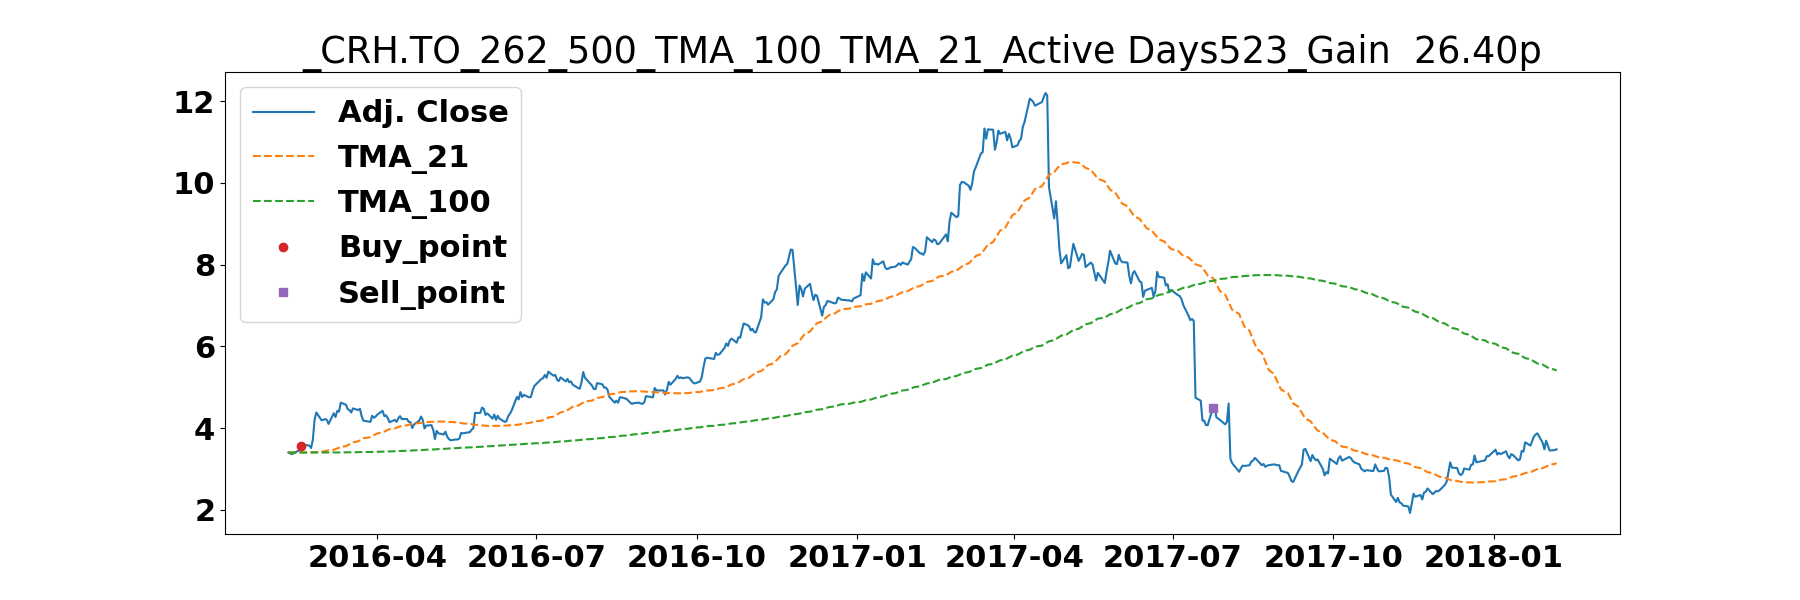 _CRH.TO_262_500_TMA_100_TMA_21_Active Days523_Gain  26.40p
12
10
8
6
4
2
Adj. Close
TMA_21
TMA_100
Buy_point
Sell_point
2016-04 2016-07 2016-10 2017-01 2017-04 2017-07 2017-10 2018-01